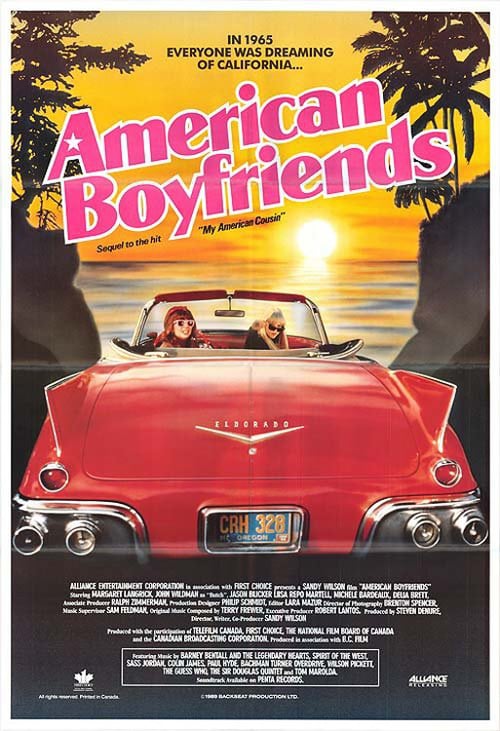 IN 1965
EVERYONE WAS DREAMING
OF CALIFORNIA...
American
Boyfriends
Sequel to the hit "My American Cousin"
ELDORADO
CRH 328
OREGON
ALLIANCE ENTERTAINMENT CORPORATION in association with FIRST CHOICE presents a SANDY WILSON film "AMERICAN BOYFRIENDS"
Starring MARGARET LANGRICK, JOHN WILDMAN as "Butch", JASON BLICKER LIISA REPO MARTELL, MICHELE BARDEAUX, DELIA BRETT,
Associate Producer RALPH ZIMMERMAN, Production Designer PHILIP SCHMIDT, Editor LARA MAZUR Director of Photography BRENTON SPENCER,
Music Supervisor SAM FELDMAN, Original Music Composed by TERRY FREWER, Executive Producer ROBERT LANTOS, Produced by STEVEN DENURE,
Director, Writer, Co-Producer SANDY WILSON
Produced with the participation of TELEFILM CANADA, FIRST CHOICE, THE NATIONAL FILM BOARD OF CANADA
and the CANADIAN BROADCASTING CORPORATION. Produced in association with B.C. FILM
Featuring Music by BARNEY BENTALL AND THE LEGENDARY HEARTS, SPIRIT OF THE WEST,
SASS JORDAN, COLIN JAMES, PAUL HYDE, BACHMAN TURNER OVERDRIVE, WILSON PICKETT,
THE GUESS WHO, THE SIR DOUGLAS QUINTET and TOM MAROLDA.
Soundtrack Available on PENTA RECORDS.
ALLIANCE
RELEASING
All rights reserved. Printed in Canada.
©1989 BACKSEAT PRODUCTION LTD.